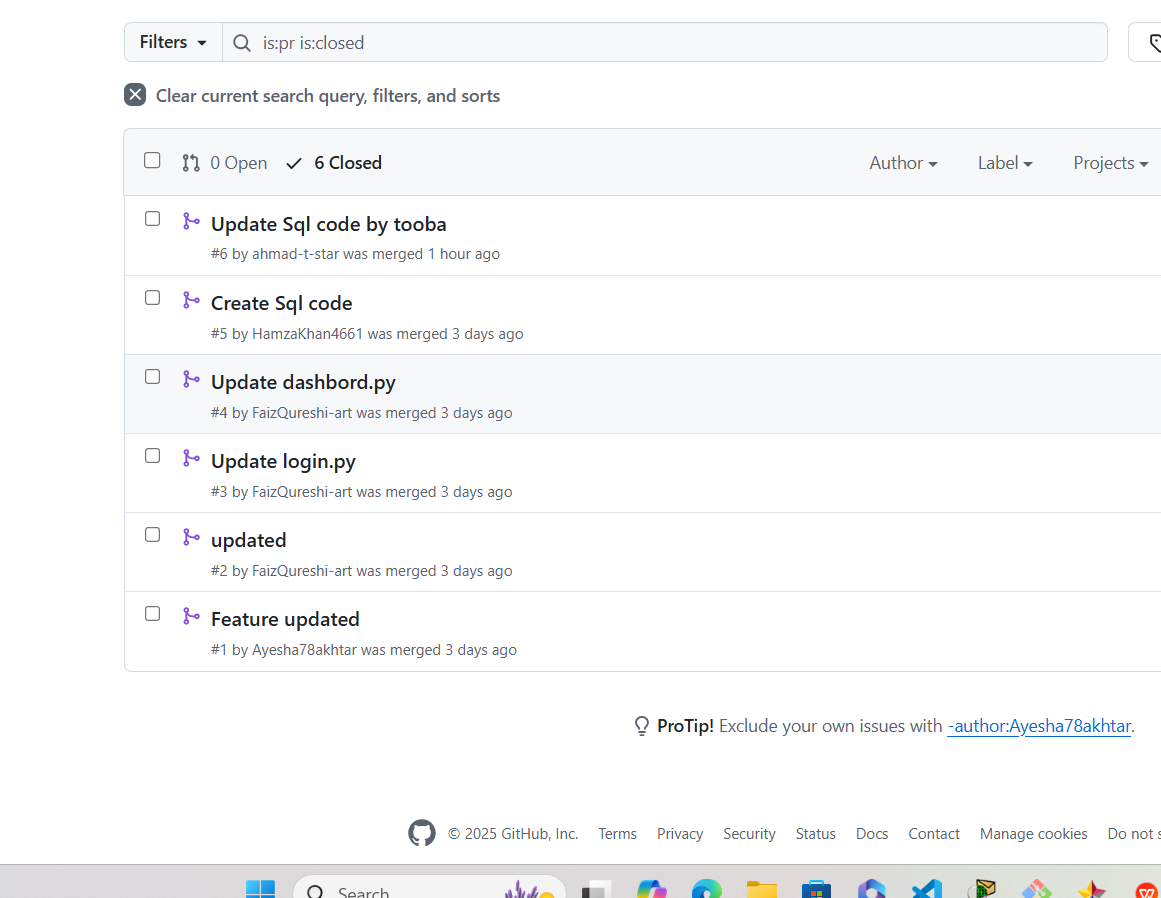 Filters
is:pr is:closed
Clear current search query, filters, and sorts
0 Open 6 Closed Author Label Projects
Update Sql code by tooba
#6 by ahmad-t-star was merged 1 hour ago
Create Sql code
#5 by HamzaKhan4661 was merged 3 days ago
Update dashbord.py
#4 by FaizQureshi-art was merged 3 days ago
Update login.py
#3 by FaizQureshi-art was merged 3 days ago
updated
#2 by FaizQureshi-art was merged 3 days ago
Feature updated
#1 by Ayesha78akhtar was merged 3 days ago
ProTip! Exclude your own issues with -author:Ayesha78akhtar.
© 2025 GitHub, Inc. Terms Privacy Security Status Docs Contact Manage cookies Do not
Search